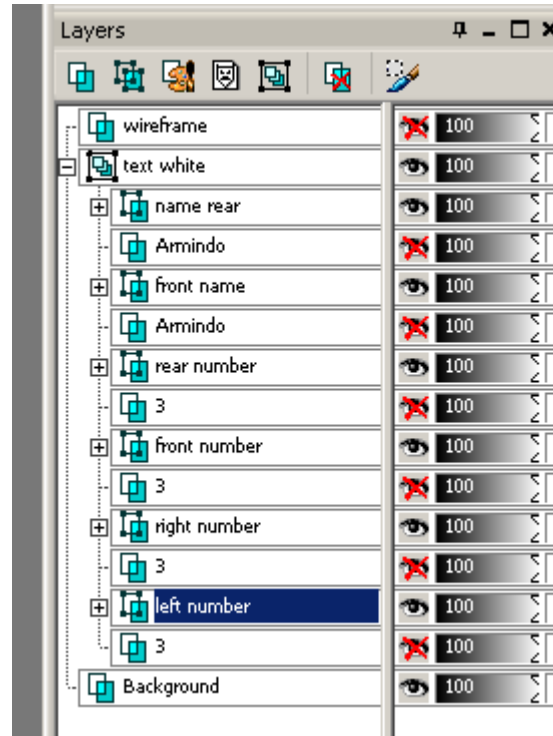 Layers
wireframe 100
text white 100
name rear 100
Armindo 100
front name 100
Armindo 100
rear number 100
3 100
front number 100
3 100
right number 100
3 100
left number 100
3 100
Background 100